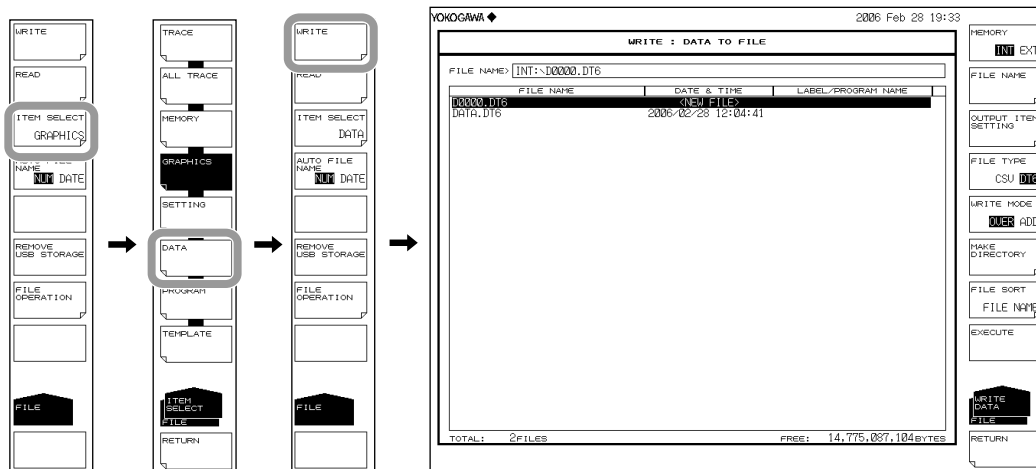 WRITE
READ
ITEM SELECT
GRAPHICS
NAME
NUM DATE
REMOVE
USB STORAGE
FILE
OPERATION
FILE
TRACE
ALL TRACE
MEMORY
GRAPHICS
SETTING
DATA
PROGRAM
TEMPLATE
ITEM
SELECT
FILE
RETURN
WRITE
READ
ITEM SELECT
DATA
AUTO FILE
NAME
NUM DATE
REMOVE
USB STORAGE
FILE
OPERATION
FILE
YOKOGAWA 2006 Feb 28 19:33
WRITE : DATA TO FILE
FILE NAME> INT:\D0000.DT6
FILE NAME DATE & TIME LABEL/PROGRAM NAME
D0000.DT6 <NEW FILE>
DATA.DT6 2006/02/28 12:04:41
TOTAL: 2FILES FREE: 14,775,087,104BYTES
MEMORY
INT EXT
FILE NAME
OUTPUT ITEM
SETTING
FILE TYPE
CSV DT6
WRITE MODE
OVER ADD
MAKE
DIRECTORY
FILE SORT
FILE NAME
EXECUTE
WRITE
DATA
FILE
RETURN